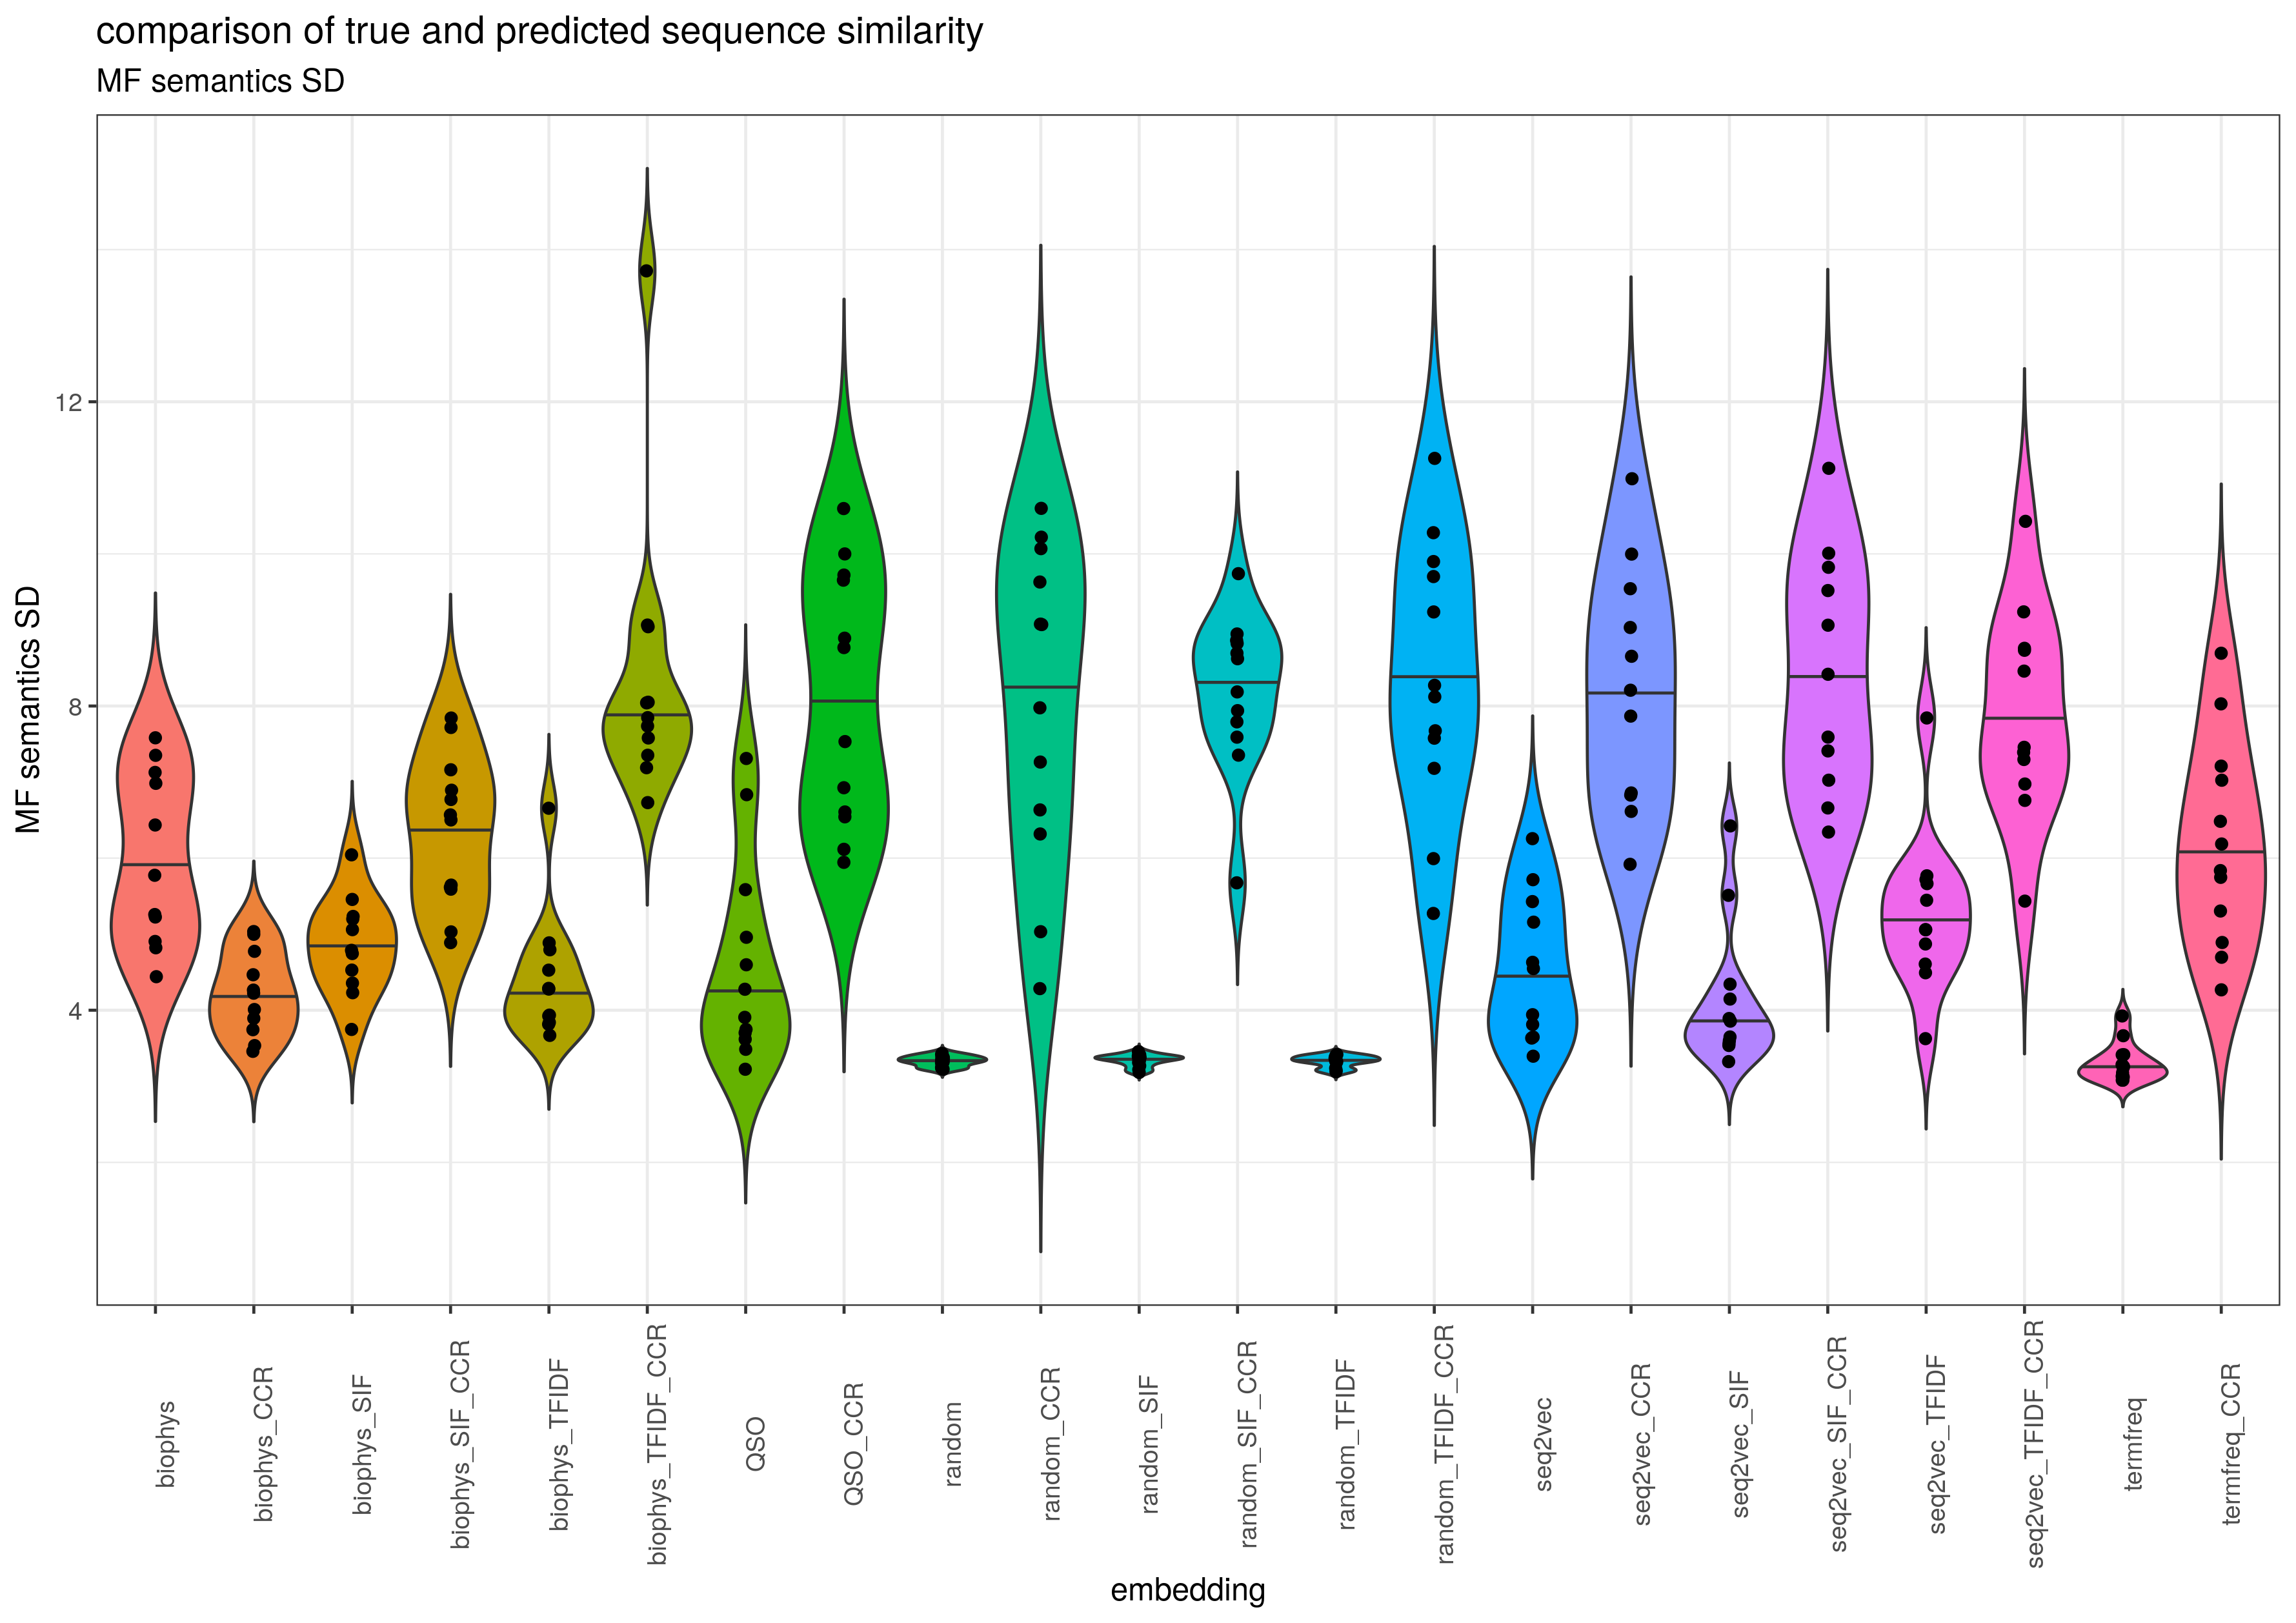 comparison of true and predicted sequence similarity
MF semantics SD
MF semantics SD
12
8
4
biophys
biophys_CCR
biophys_SIF
biophys_SIF_CCR
biophys_TFIDF
biophys_TFIDF_CCR
QSO
QSO_CCR
random
random_CCR
random_SIF
random_SIF_CCR
random_TFIDF
random_TFIDF_CCR
seq2vec
seq2vec_CCR
seq2vec_SIF
seq2vec_SIF_CCR
seq2vec_TFIDF
seq2vec_TFIDF_CCR
termfreq
termfreq_CCR
embedding